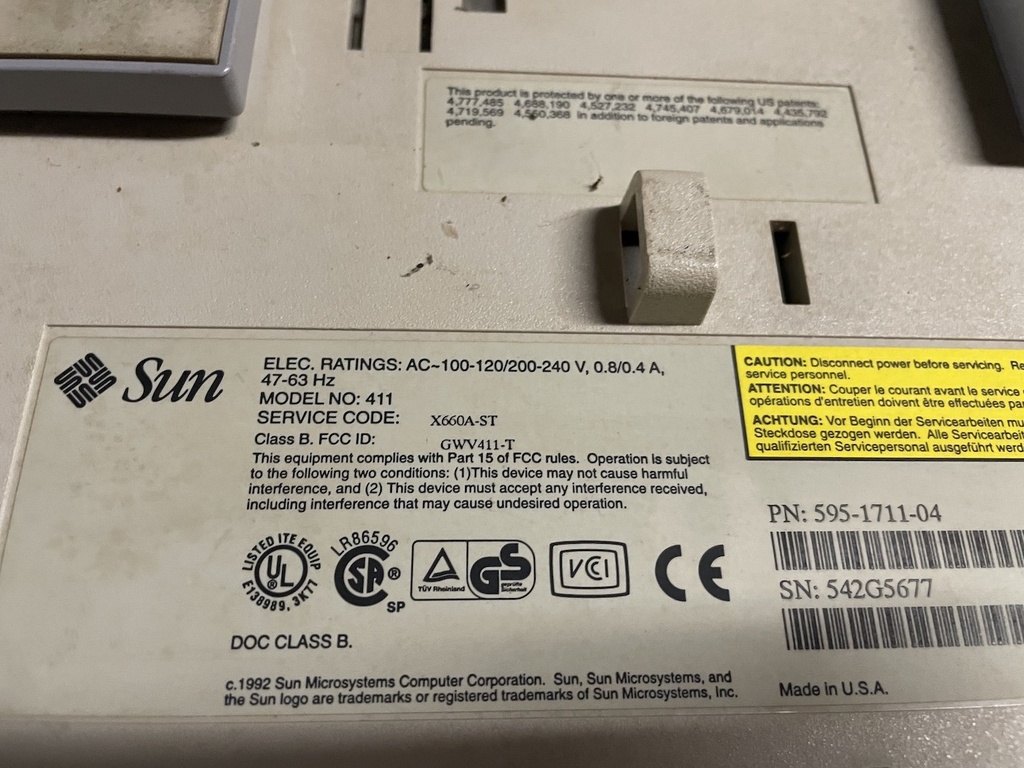 This product is protected by one or more of the following US patents:
4,777,485 4,688,190 4,527,232 4,745,407 4,679,014 4,435,792
4,719,569 4,550,368 in addition to foreign patents and applications
pending.
Sun
ELEC. RATINGS: AC~100-120/200-240 V, 0.8/0.4 A,
47-63 Hz
MODEL NO: 411
SERVICE CODE: X660A-ST
Class B. FCC ID: GWV411-T
This equipment complies with Part 15 of FCC rules. Operation is subject
to the following two conditions: (1)This device may not cause harmful
interference, and (2) This device must accept any interference received,
including interference that may cause undesired operation.
LISTED ITE EQUIP
UL
E138989, 3K77
LR86596
SA ®
SP
TÜV Rheinland
GS
geprüfte
Sicherheit
VCI
CE
DOC CLASS B.
c.1992 Sun Microsystems Computer Corporation. Sun, Sun Microsystems, and
the Sun logo are trademarks or registered trademarks of Sun Microsystems, Inc.
CAUTION: Disconnect power before servicing. Re
service personnel.
ATTENTION: Couper le courant avant le service
opérations d'entretien doivent être effectuées par
ACHTUNG: Vor Beginn der Servicearbeiten mu
Steckdose gezogen werden. Alle Servicearbeit
qualifizierten Servicepersonal ausgeführt werd
PN: 595-1711-04
SN: 542G5677
Made in U.S.A.